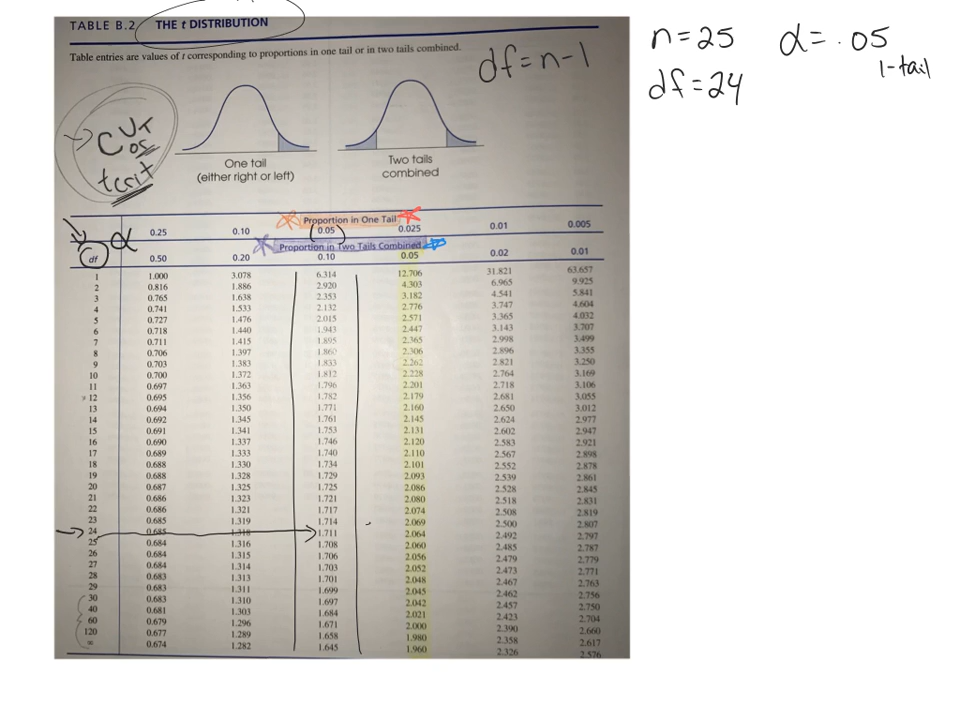 TABLE B.2 THE t DISTRIBUTION
Table entries are values of t corresponding to proportions in one tail or in two tails combined.
df=n-1
n=25 α=.05
1-tail
df=24
CUT
OS
tcrit
One tail
(either right or left)
Two tails
combined
Proportion in One Tail
α 0.25 0.10 0.05 0.025 0.01 0.005
Proportion in Two Tails Combined
df 0.50 0.20 0.10 0.05 0.02 0.01
1 1.000 3.078 6.314 12.706 31.821 63.657
2 0.816 1.886 2.920 4.303 6.965 9.925
3 0.765 1.638 2.353 3.182 4.541 5.841
4 0.741 1.533 2.132 2.776 3.747 4.604
5 0.727 1.476 2.015 2.571 3.365 4.032
6 0.718 1.440 1.943 2.447 3.143 3.707
7 0.711 1.415 1.895 2.365 2.998 3.499
8 0.706 1.397 1.860 2.306 2.896 3.355
9 0.703 1.383 1.833 2.262 2.821 3.250
10 0.700 1.372 1.812 2.228 2.764 3.169
11 0.697 1.363 1.796 2.201 2.718 3.106
12 0.695 1.356 1.782 2.179 2.681 3.055
13 0.694 1.350 1.771 2.160 2.650 3.012
14 0.692 1.345 1.761 2.145 2.624 2.977
15 0.691 1.341 1.753 2.131 2.602 2.947
16 0.690 1.337 1.746 2.120 2.583 2.921
17 0.689 1.333 1.740 2.110 2.567 2.898
18 0.688 1.330 1.734 2.101 2.552 2.878
19 0.688 1.328 1.729 2.093 2.539 2.861
20 0.687 1.325 1.725 2.086 2.528 2.845
21 0.686 1.323 1.721 2.080 2.518 2.831
22 0.686 1.321 1.717 2.074 2.508 2.819
23 0.685 1.319 1.714 2.069 2.500 2.807
24 0.685 1.318 1.711 2.064 2.492 2.797
25 0.684 1.316 1.708 2.060 2.485 2.787
26 0.684 1.315 1.706 2.056 2.479 2.779
27 0.684 1.314 1.703 2.052 2.473 2.771
28 0.683 1.313 1.701 2.048 2.467 2.763
29 0.683 1.311 1.699 2.045 2.462 2.756
30 0.683 1.310 1.697 2.042 2.457 2.750
40 0.681 1.303 1.684 2.021 2.423 2.704
60 0.679 1.296 1.671 2.000 2.390 2.660
120 0.677 1.289 1.658 1.980 2.358 2.617
∞ 0.674 1.282 1.645 1.960 2.326 2.576